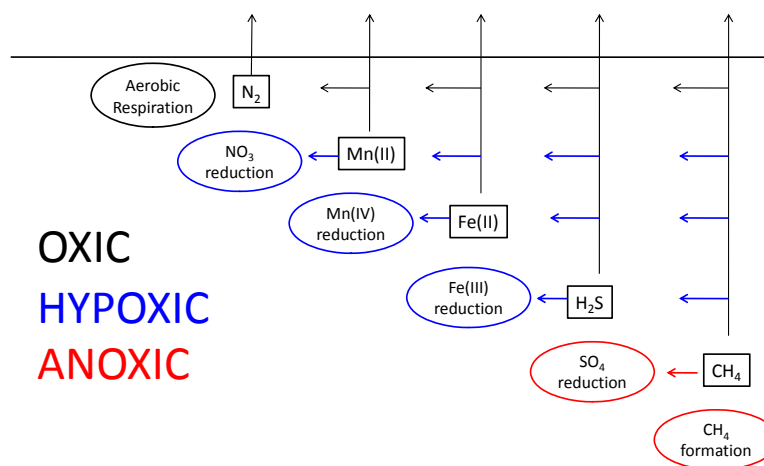 Aerobic
Respiration
N₂
NO₃
reduction
Mn(II)
Mn(IV)
reduction
Fe(II)
OXIC
HYPOXIC
ANOXIC
Fe(III)
reduction
H₂S
SO₄
reduction
CH₄
CH₄
formation